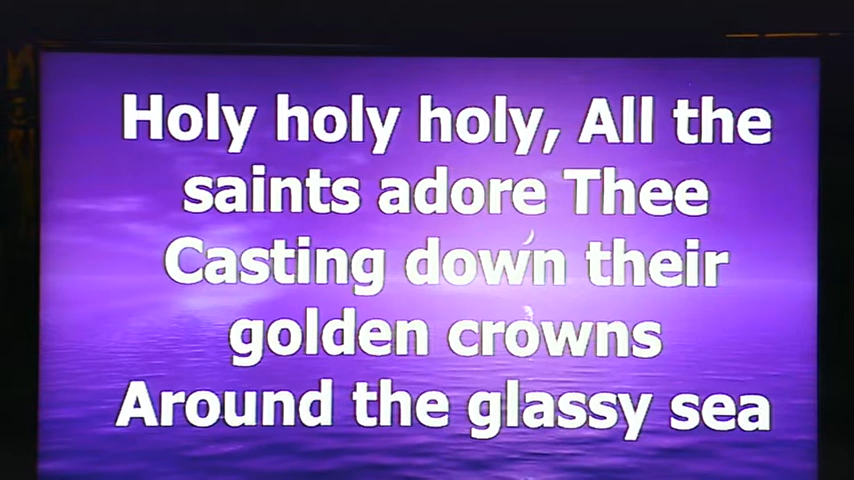 Holy holy holy, All the
saints adore Thee
Casting down their
golden crowns
Around the glassy sea